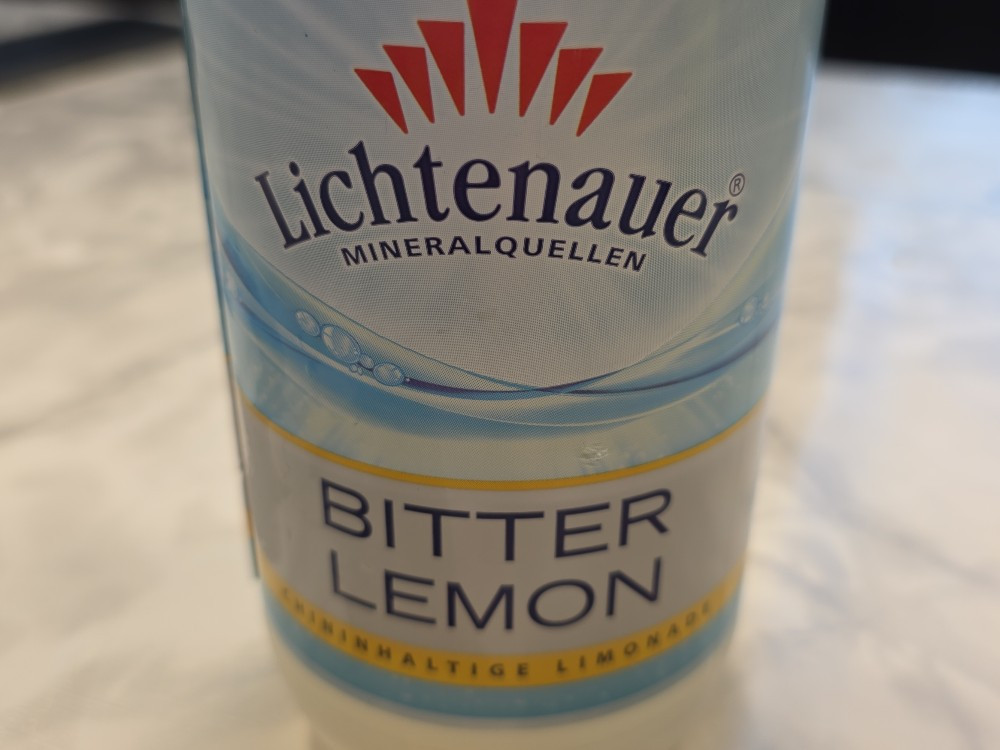 Lichtenauer®
MINERALQUELLEN
BITTER
LEMON
CHININHALTIGE LIMONADE